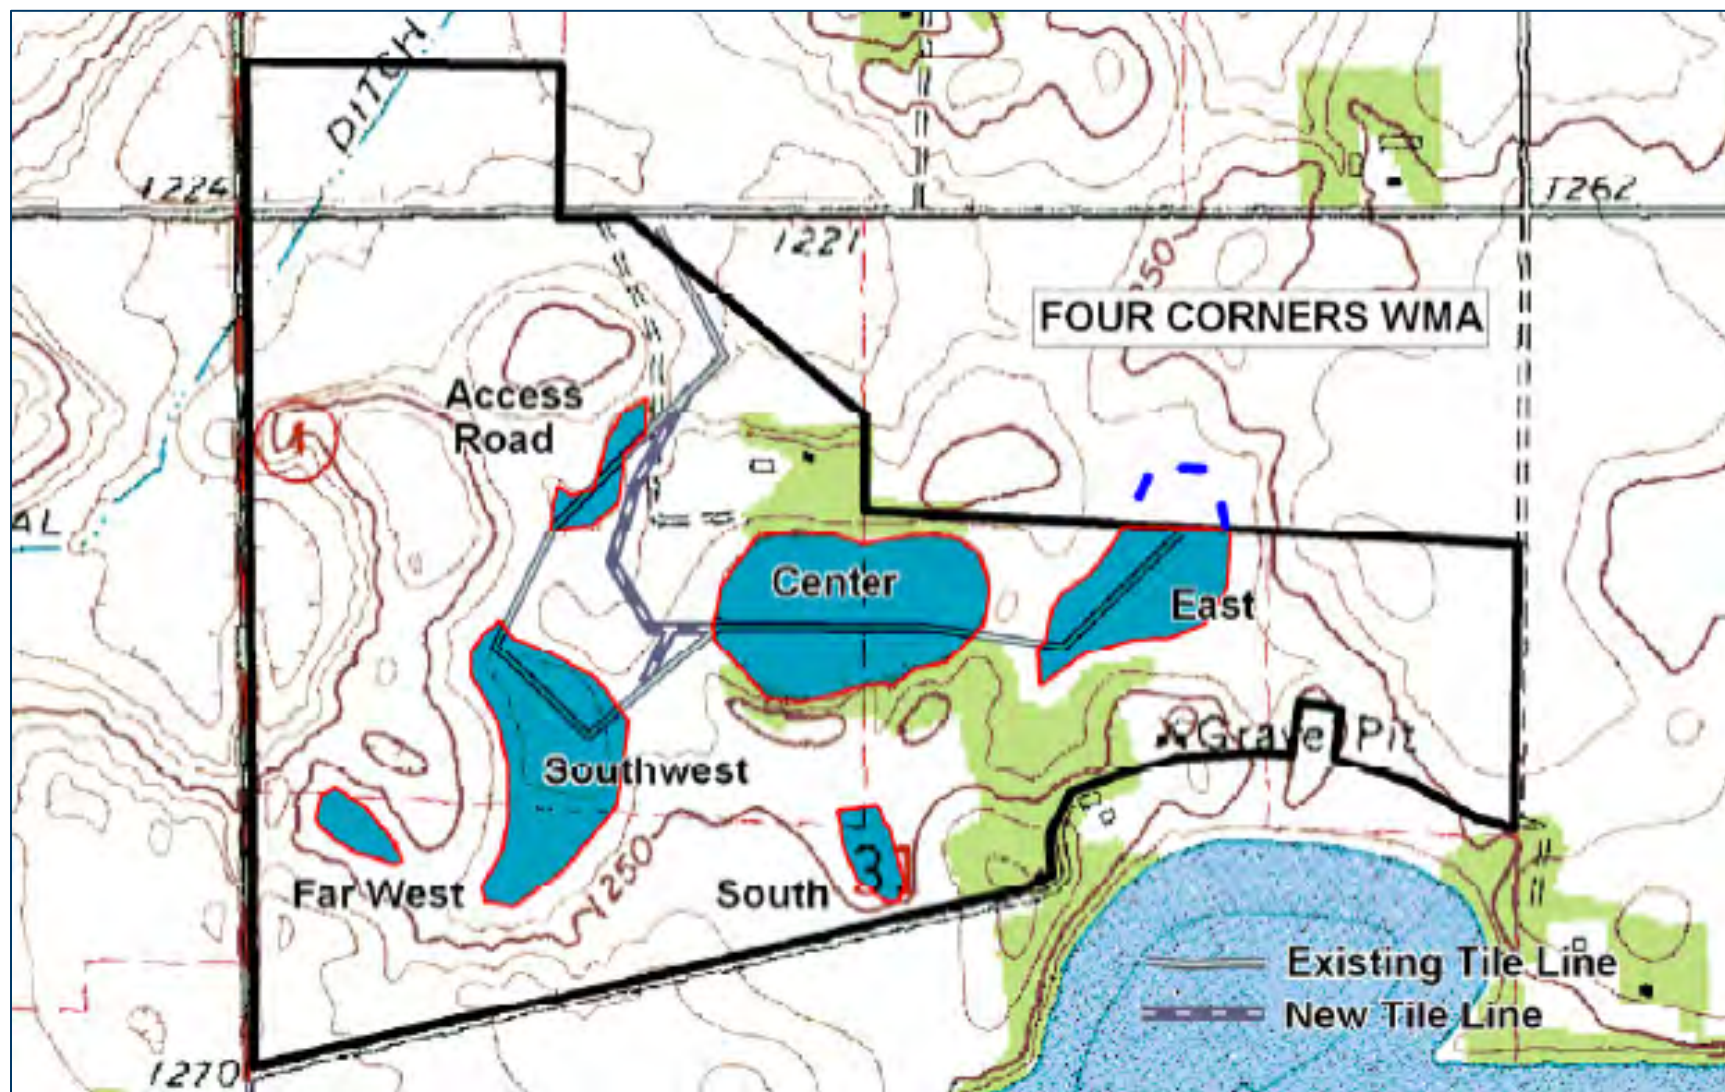 DITCH
1224
T262
1221
1250
FOUR CORNERS WMA
Access
Road
AL
Center
East
Gravel Pit
Southwest
Far West
1250
South
3
Existing Tile Line
New Tile Line
1270